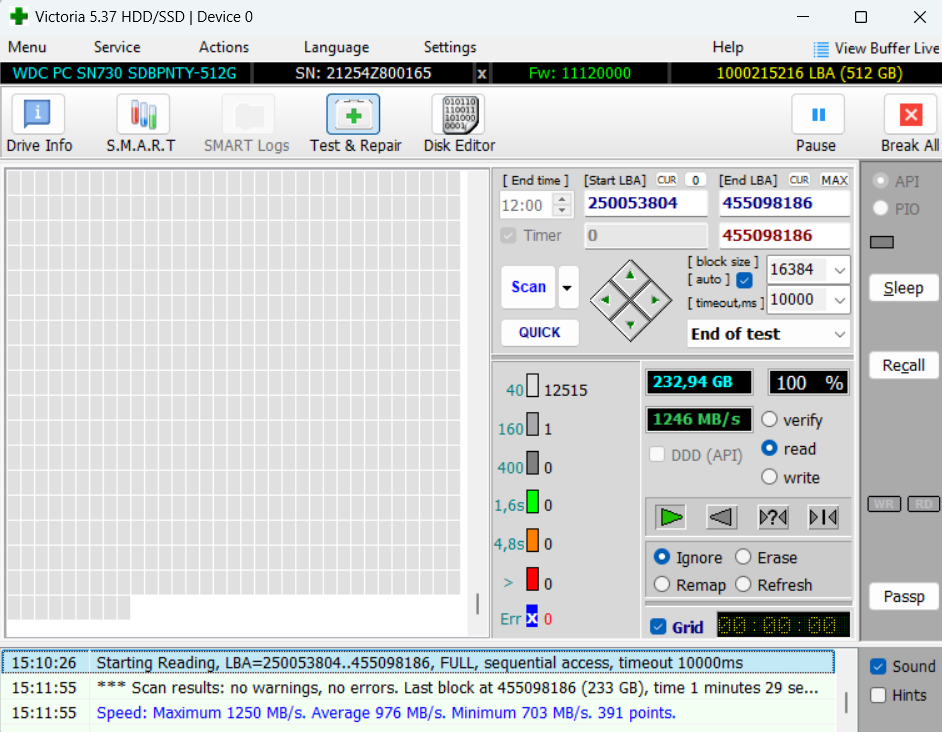 Victoria 5.37 HDD/SSD | Device 0
Menu Service Actions Language Settings Help View Buffer Live
WDC PC SN730 SDBPNTY-512G SN: 21254Z800165 x Fw: 11120000 1000215216 LBA (512 GB)
Drive Info S.M.A.R.T SMART Logs Test & Repair Disk Editor Pause Break All
[ End time ] [Start LBA] CUR 0 [End LBA] CUR MAX
12:00 250053804 455098186
Timer 0 455098186
API
PIO
[ block size ] 16384
[ auto ]
[ timeout,ms ] 10000
Scan
QUICK
End of test
Sleep
Recall
40 12515
160 1
400 0
1,6s 0
4,8s 0
> 0
Err x 0
232,94 GB 100 %
1246 MB/s verify
DDD (API) read
write
WR RD
Ignore Erase
Remap Refresh
Grid 00:00:00
Passp
15:10:26 Starting Reading, LBA=250053804..455098186, FULL, sequential access, timeout 10000ms
15:11:55 *** Scan results: no warnings, no errors. Last block at 455098186 (233 GB), time 1 minutes 29 se...
15:11:55 Speed: Maximum 1250 MB/s. Average 976 MB/s. Minimum 703 MB/s. 391 points.
Sound
Hints